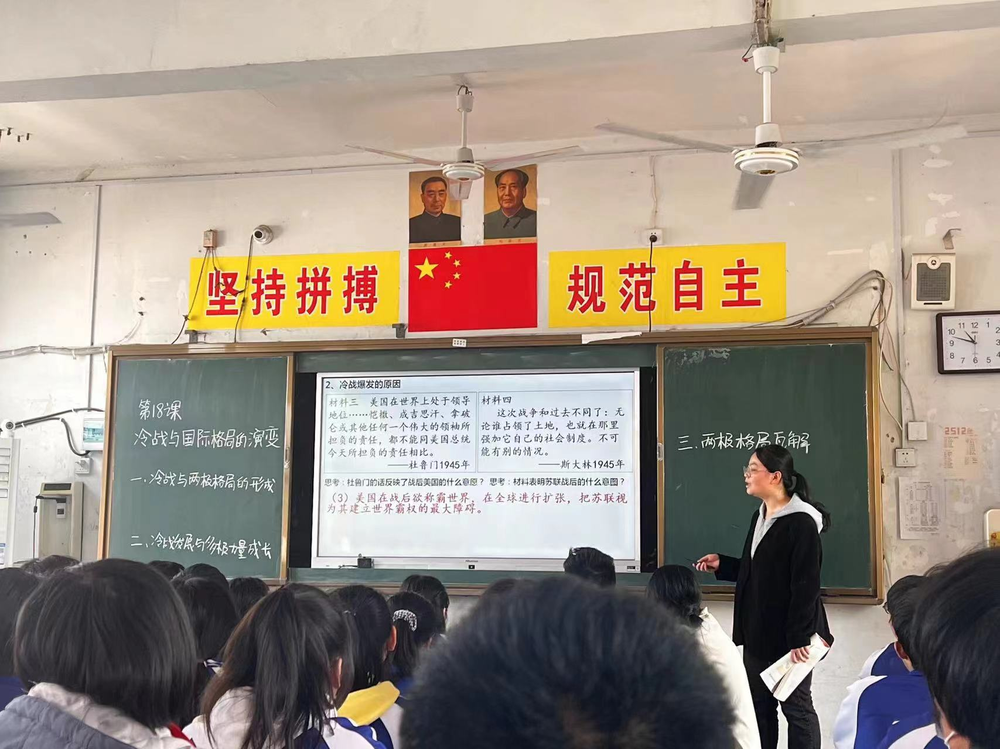 坚持拼搏
规范自主
第18课
冷战与国际格局的演变
一.冷战与两极格局的形成
二、冷战发展与多极力量成长
2、冷战爆发的原因
材料三 美国在世界上处于领导
地位……恺撒、成吉思汗、拿破
仑或其他任何一个伟大的领袖所
担负的责任，都不能同美国总统
今天所担负的责任相比。
——杜鲁门1945年
材料四
这次战争和过去不同了：无
论谁占领了土地，也就在那里
强加它自己的社会制度。不可
能有别的情况。
——斯大林1945年
思考：杜鲁门的话反映了战后美国的什么意愿？ 思考：材料表明苏联战后的什么意图？
（3）美国在战后欲称霸世界，在全球进行扩张，把苏联视
为其建立世界霸权的最大障碍。
Hisense
三.两极格局瓦解
11 12 1
10 2
9 3
8
7 6 5
2512